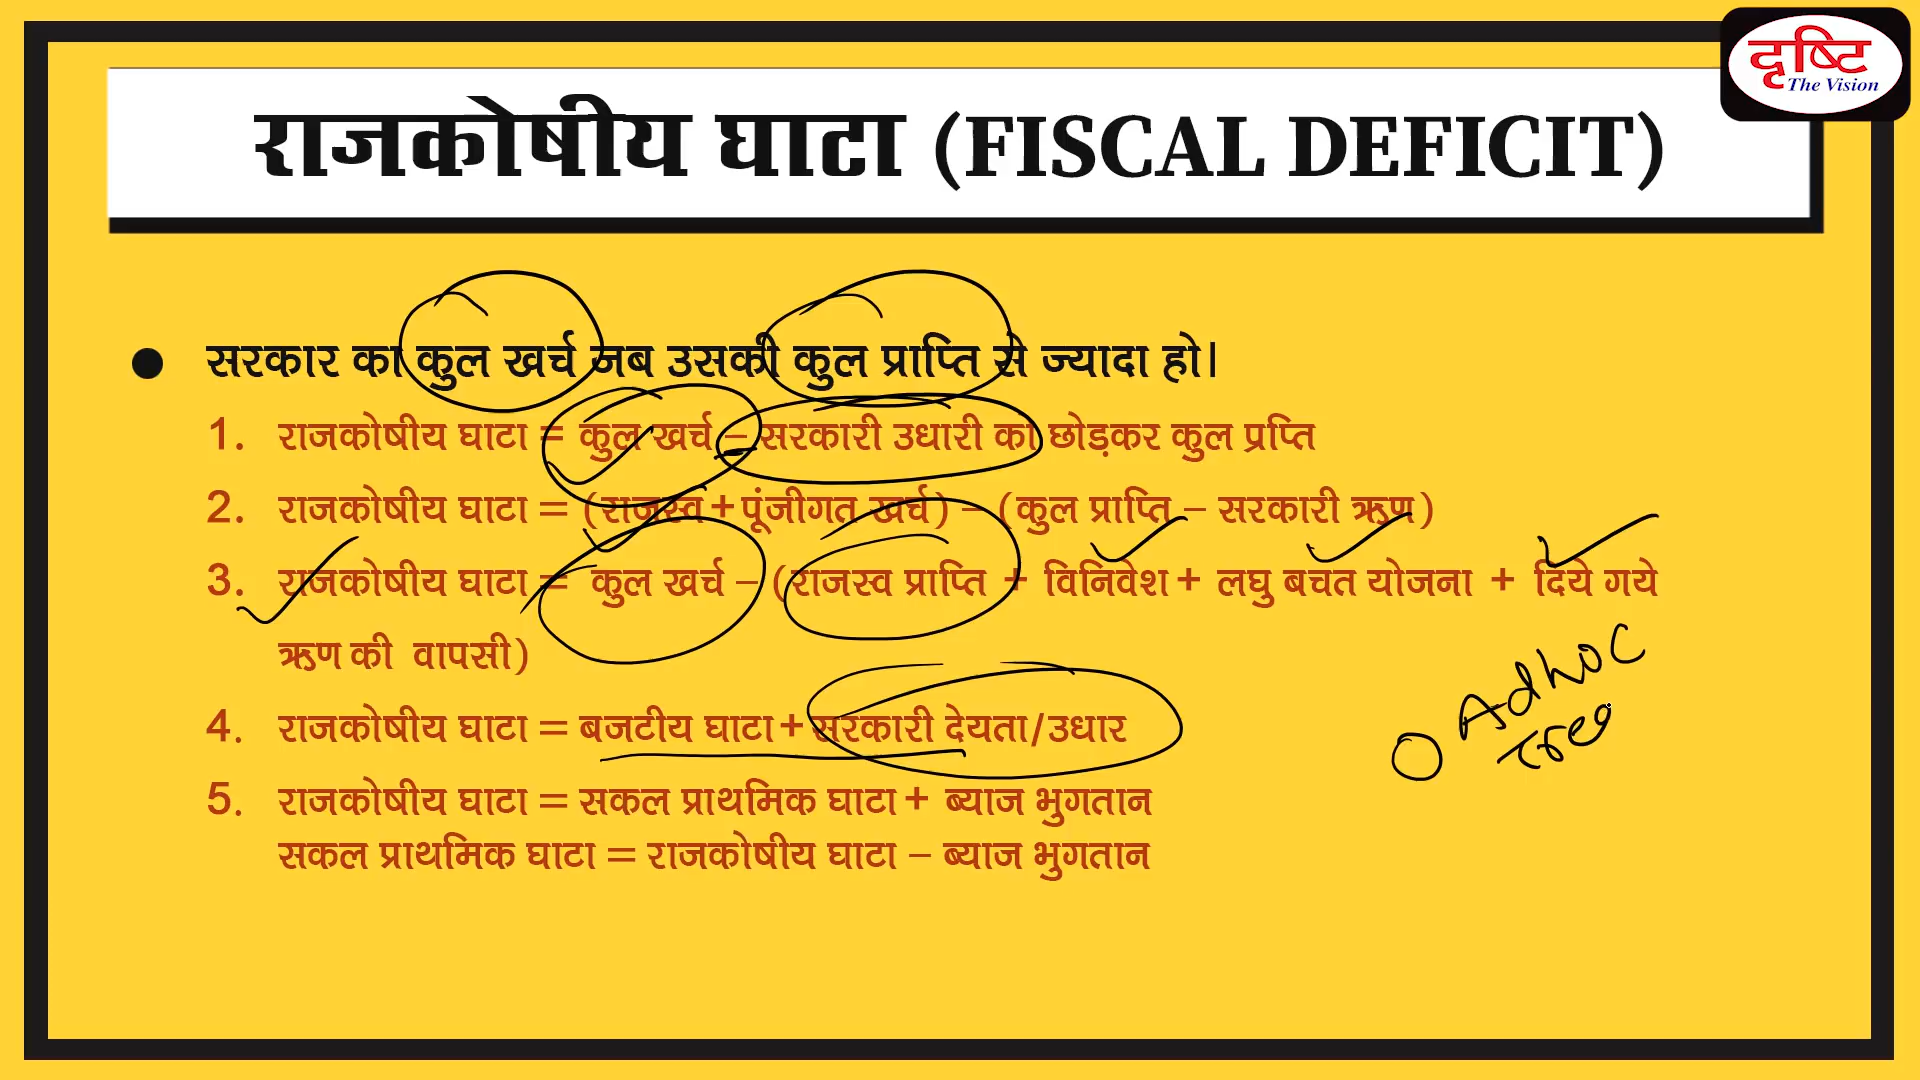 दृष्टि
The Vision
राजकोषीय घाटा (FISCAL DEFICIT)
● सरकार का कुल खर्च जब उसकी कुल प्राप्ति से ज्यादा हो।
1. राजकोषीय घाटा = कुल खर्च – सरकारी उधारी को छोड़कर कुल प्रप्ति
2. राजकोषीय घाटा = (राजस्व+पूंजीगत खर्च) – (कुल प्राप्ति – सरकारी ऋण)
3. राजकोषीय घाटा = कुल खर्च – (राजस्व प्राप्ति + विनिवेश + लघु बचत योजना + दिये गये
ऋण की वापसी)
4. राजकोषीय घाटा = बजटीय घाटा + सरकारी देयता/उधार
5. राजकोषीय घाटा = सकल प्राथमिक घाटा + ब्याज भुगतान
सकल प्राथमिक घाटा = राजकोषीय घाटा – ब्याज भुगतान
Adhoc